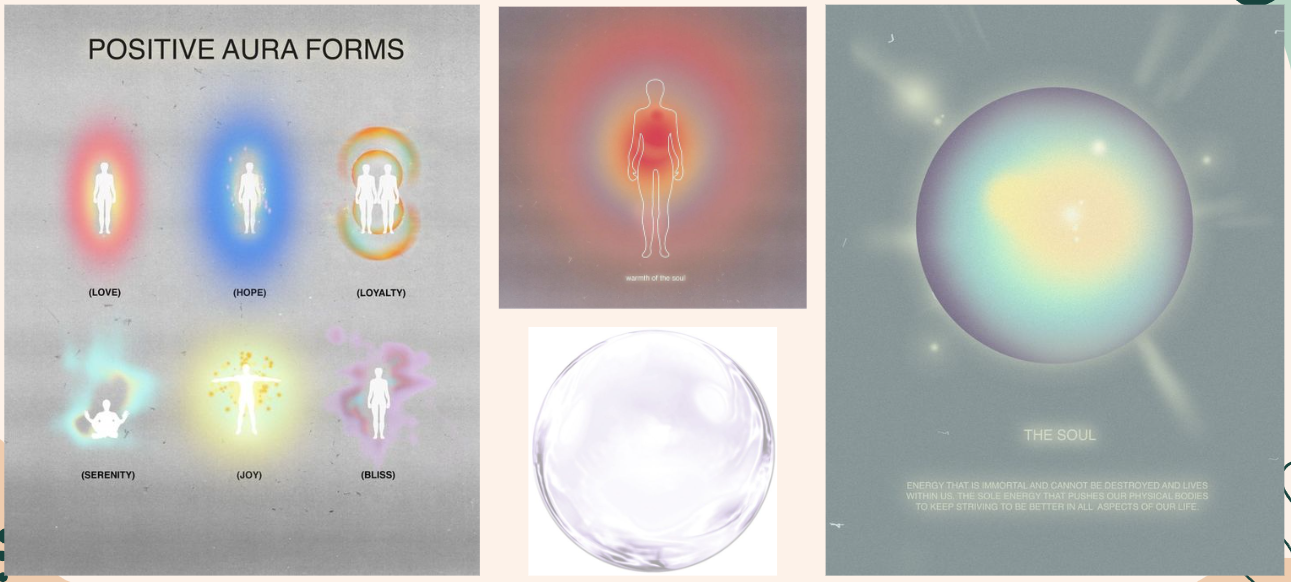 POSITIVE AURA FORMS
(LOVE)
(HOPE)
(LOYALTY)
(SERENITY)
(JOY)
(BLISS)
warmth of the soul
THE SOUL
ENERGY THAT IS IMMORTAL AND CANNOT BE DESTROYED AND LIVES
WITHIN US. THE SOLE ENERGY THAT PUSHES OUR PHYSICAL BODIES
TO KEEP STRIVING TO BE BETTER IN ALL ASPECTS OF OUR LIFE.